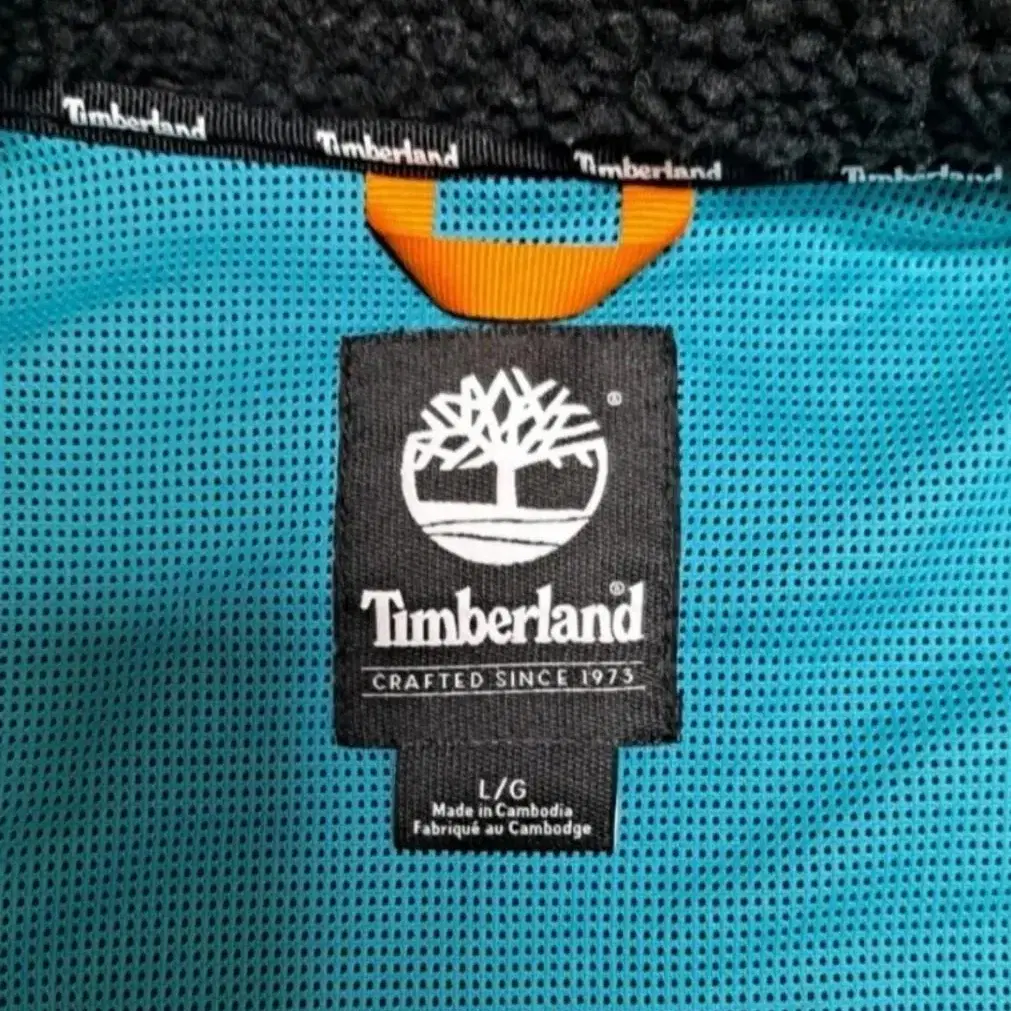 Timberland Timberland Timberland Timberland
®
Timberland®
CRAFTED SINCE 1973
L/G
Made in Cambodia
Fabriqué au Cambodge